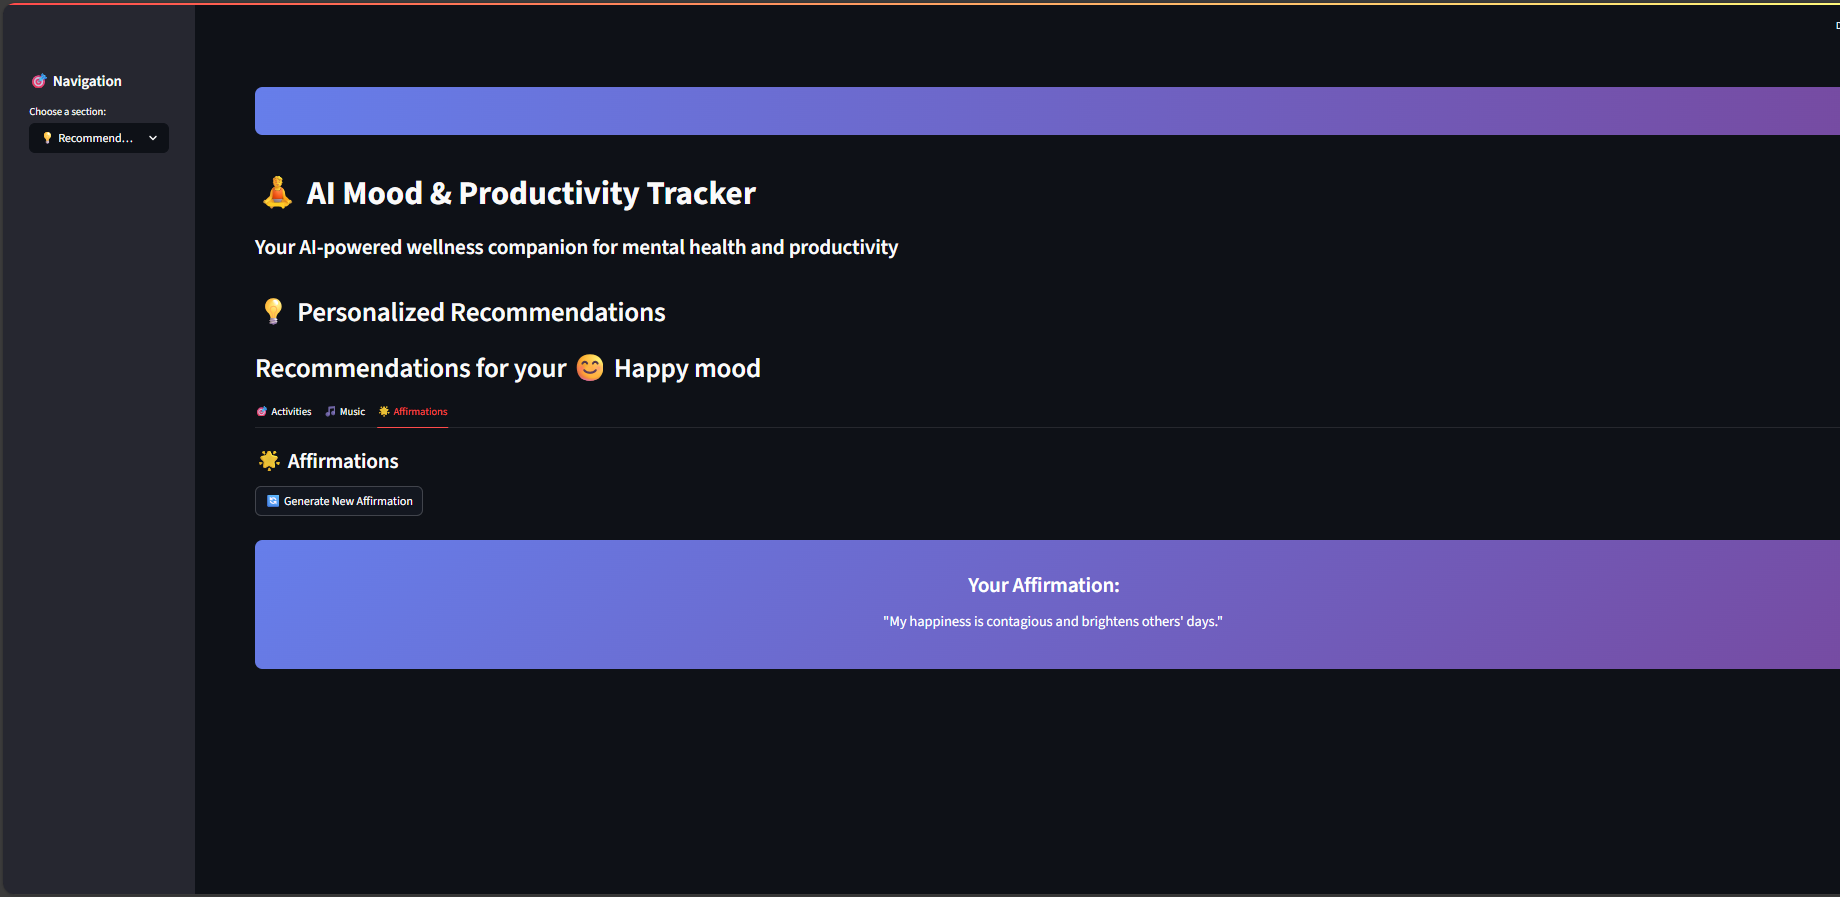 Navigation
Choose a section:
Recommend...
AI Mood & Productivity Tracker
Your AI-powered wellness companion for mental health and productivity
Personalized Recommendations
Recommendations for your 😊 Happy mood
Activities Music Affirmations
Affirmations
Generate New Affirmation
Your Affirmation:
"My happiness is contagious and brightens others' days."